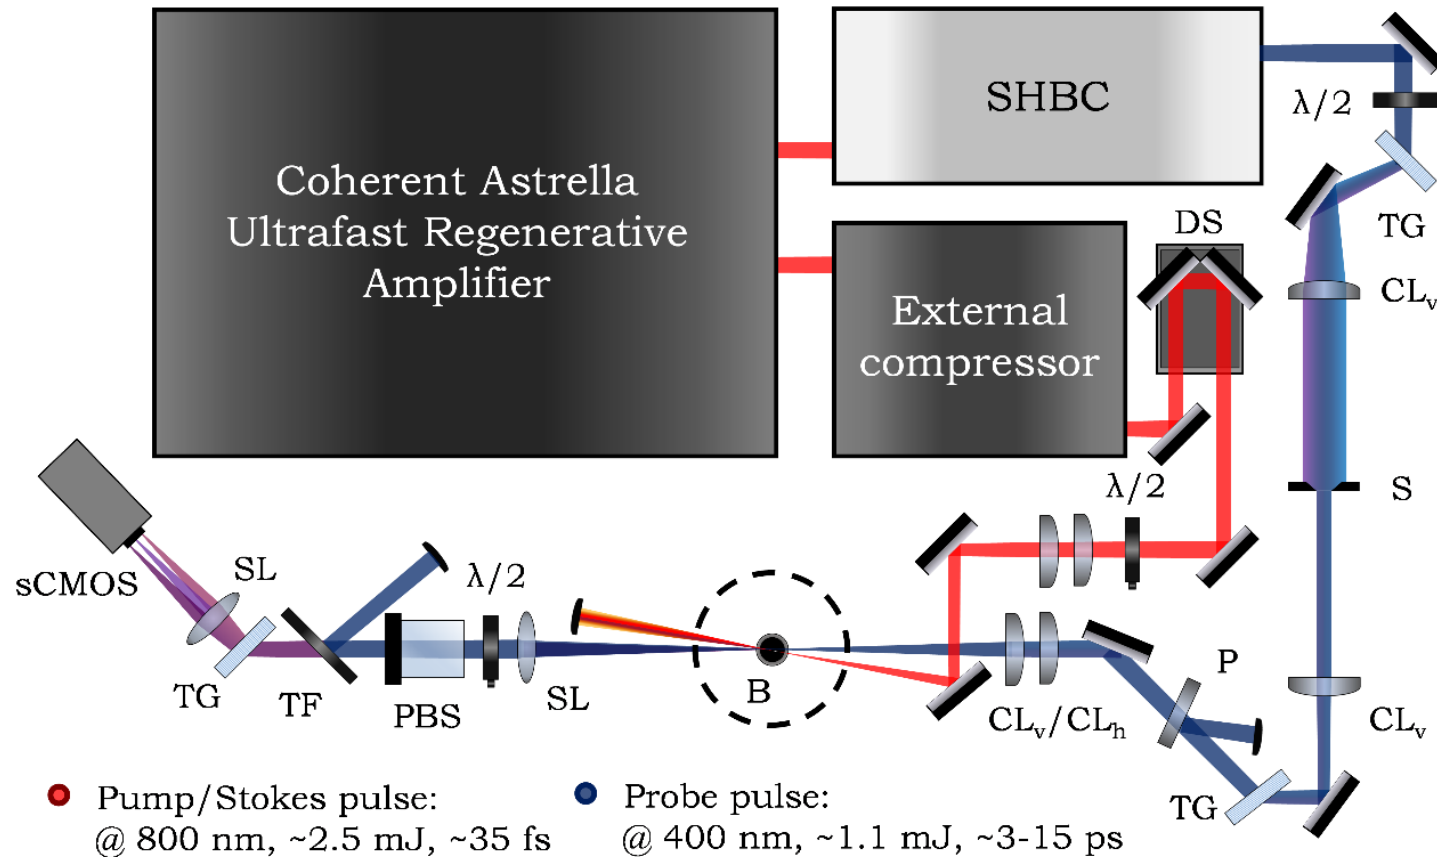 Coherent Astrella
Ultrafast Regenerative
Amplifier
SHBC
λ/2
TG
DS
CLᵥ
External
compressor
S
λ/2
sCMOS
SL
λ/2
TG
TF
PBS
SL
B
CLᵥ/CLₕ
P
CLᵥ
TG
Pump/Stokes pulse:
@ 800 nm, ~2.5 mJ, ~35 fs
Probe pulse:
@ 400 nm, ~1.1 mJ, ~3-15 ps